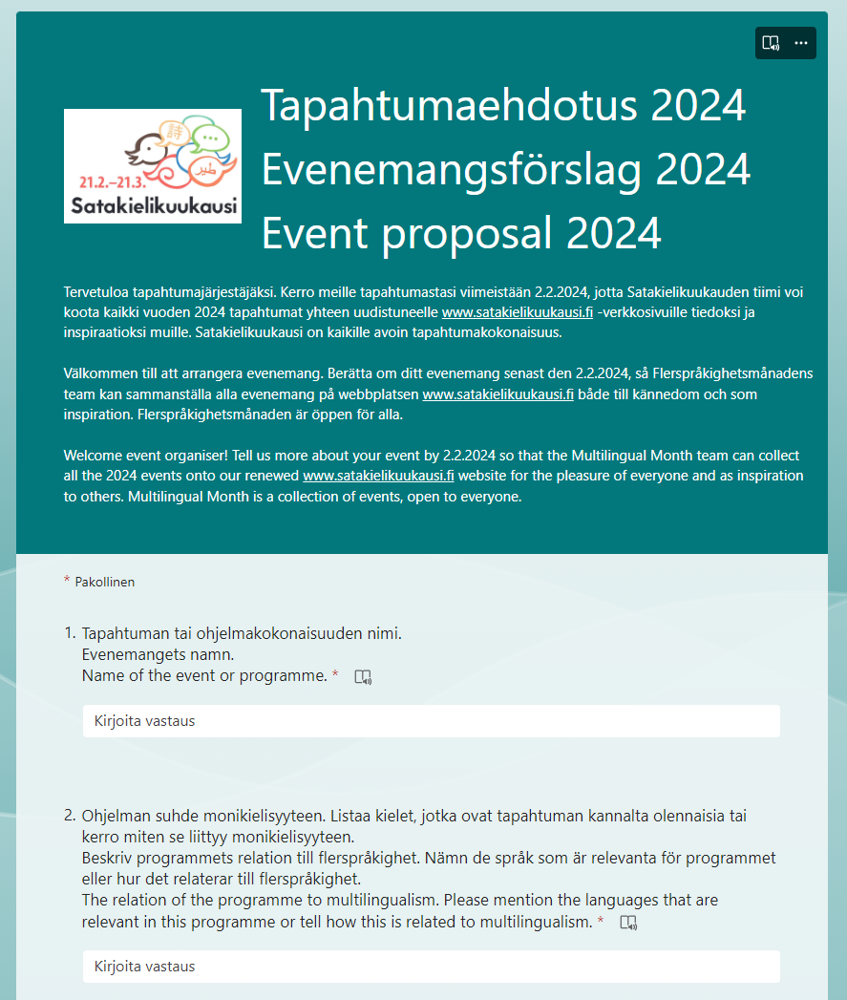 詩
طير
21.2.–21.3.
Satakielikuukausi
Tapahtumaehdotus 2024
Evenemangsförslag 2024
Event proposal 2024
Tervetuloa tapahtumajärjestäjäksi. Kerro meille tapahtumastasi viimeistään 2.2.2024, jotta Satakielikuukauden tiimi voi
koota kaikki vuoden 2024 tapahtumat yhteen uudistuneelle www.satakielikuukausi.fi -verkkosivuille tiedoksi ja
inspiraatioksi muille. Satakielikuukausi on kaikille avoin tapahtumakokonaisuus.
Välkommen till att arrangera evenemang. Berätta om ditt evenemang senast den 2.2.2024, så Flerspråkighetsmånadens
team kan sammanställa alla evenemang på webbplatsen www.satakielikuukausi.fi både till kännedom och som
inspiration. Flerspråkighetsmånaden är öppen för alla.
Welcome event organiser! Tell us more about your event by 2.2.2024 so that the Multilingual Month team can collect
all the 2024 events onto our renewed www.satakielikuukausi.fi website for the pleasure of everyone and as inspiration
to others. Multilingual Month is a collection of events, open to everyone.
* Pakollinen
1. Tapahtuman tai ohjelmakokonaisuuden nimi.
Evenemangets namn.
Name of the event or programme. *
Kirjoita vastaus
2. Ohjelman suhde monikielisyyteen. Listaa kielet, jotka ovat tapahtuman kannalta olennaisia tai
kerro miten se liittyy monikielisyyteen.
Beskriv programmets relation till flerspråkighet. Nämn de språk som är relevanta för programmet
eller hur det relaterar till flerspråkighet.
The relation of the programme to multilingualism. Please mention the languages that are
relevant in this programme or tell how this is related to multilingualism. *
Kirjoita vastaus